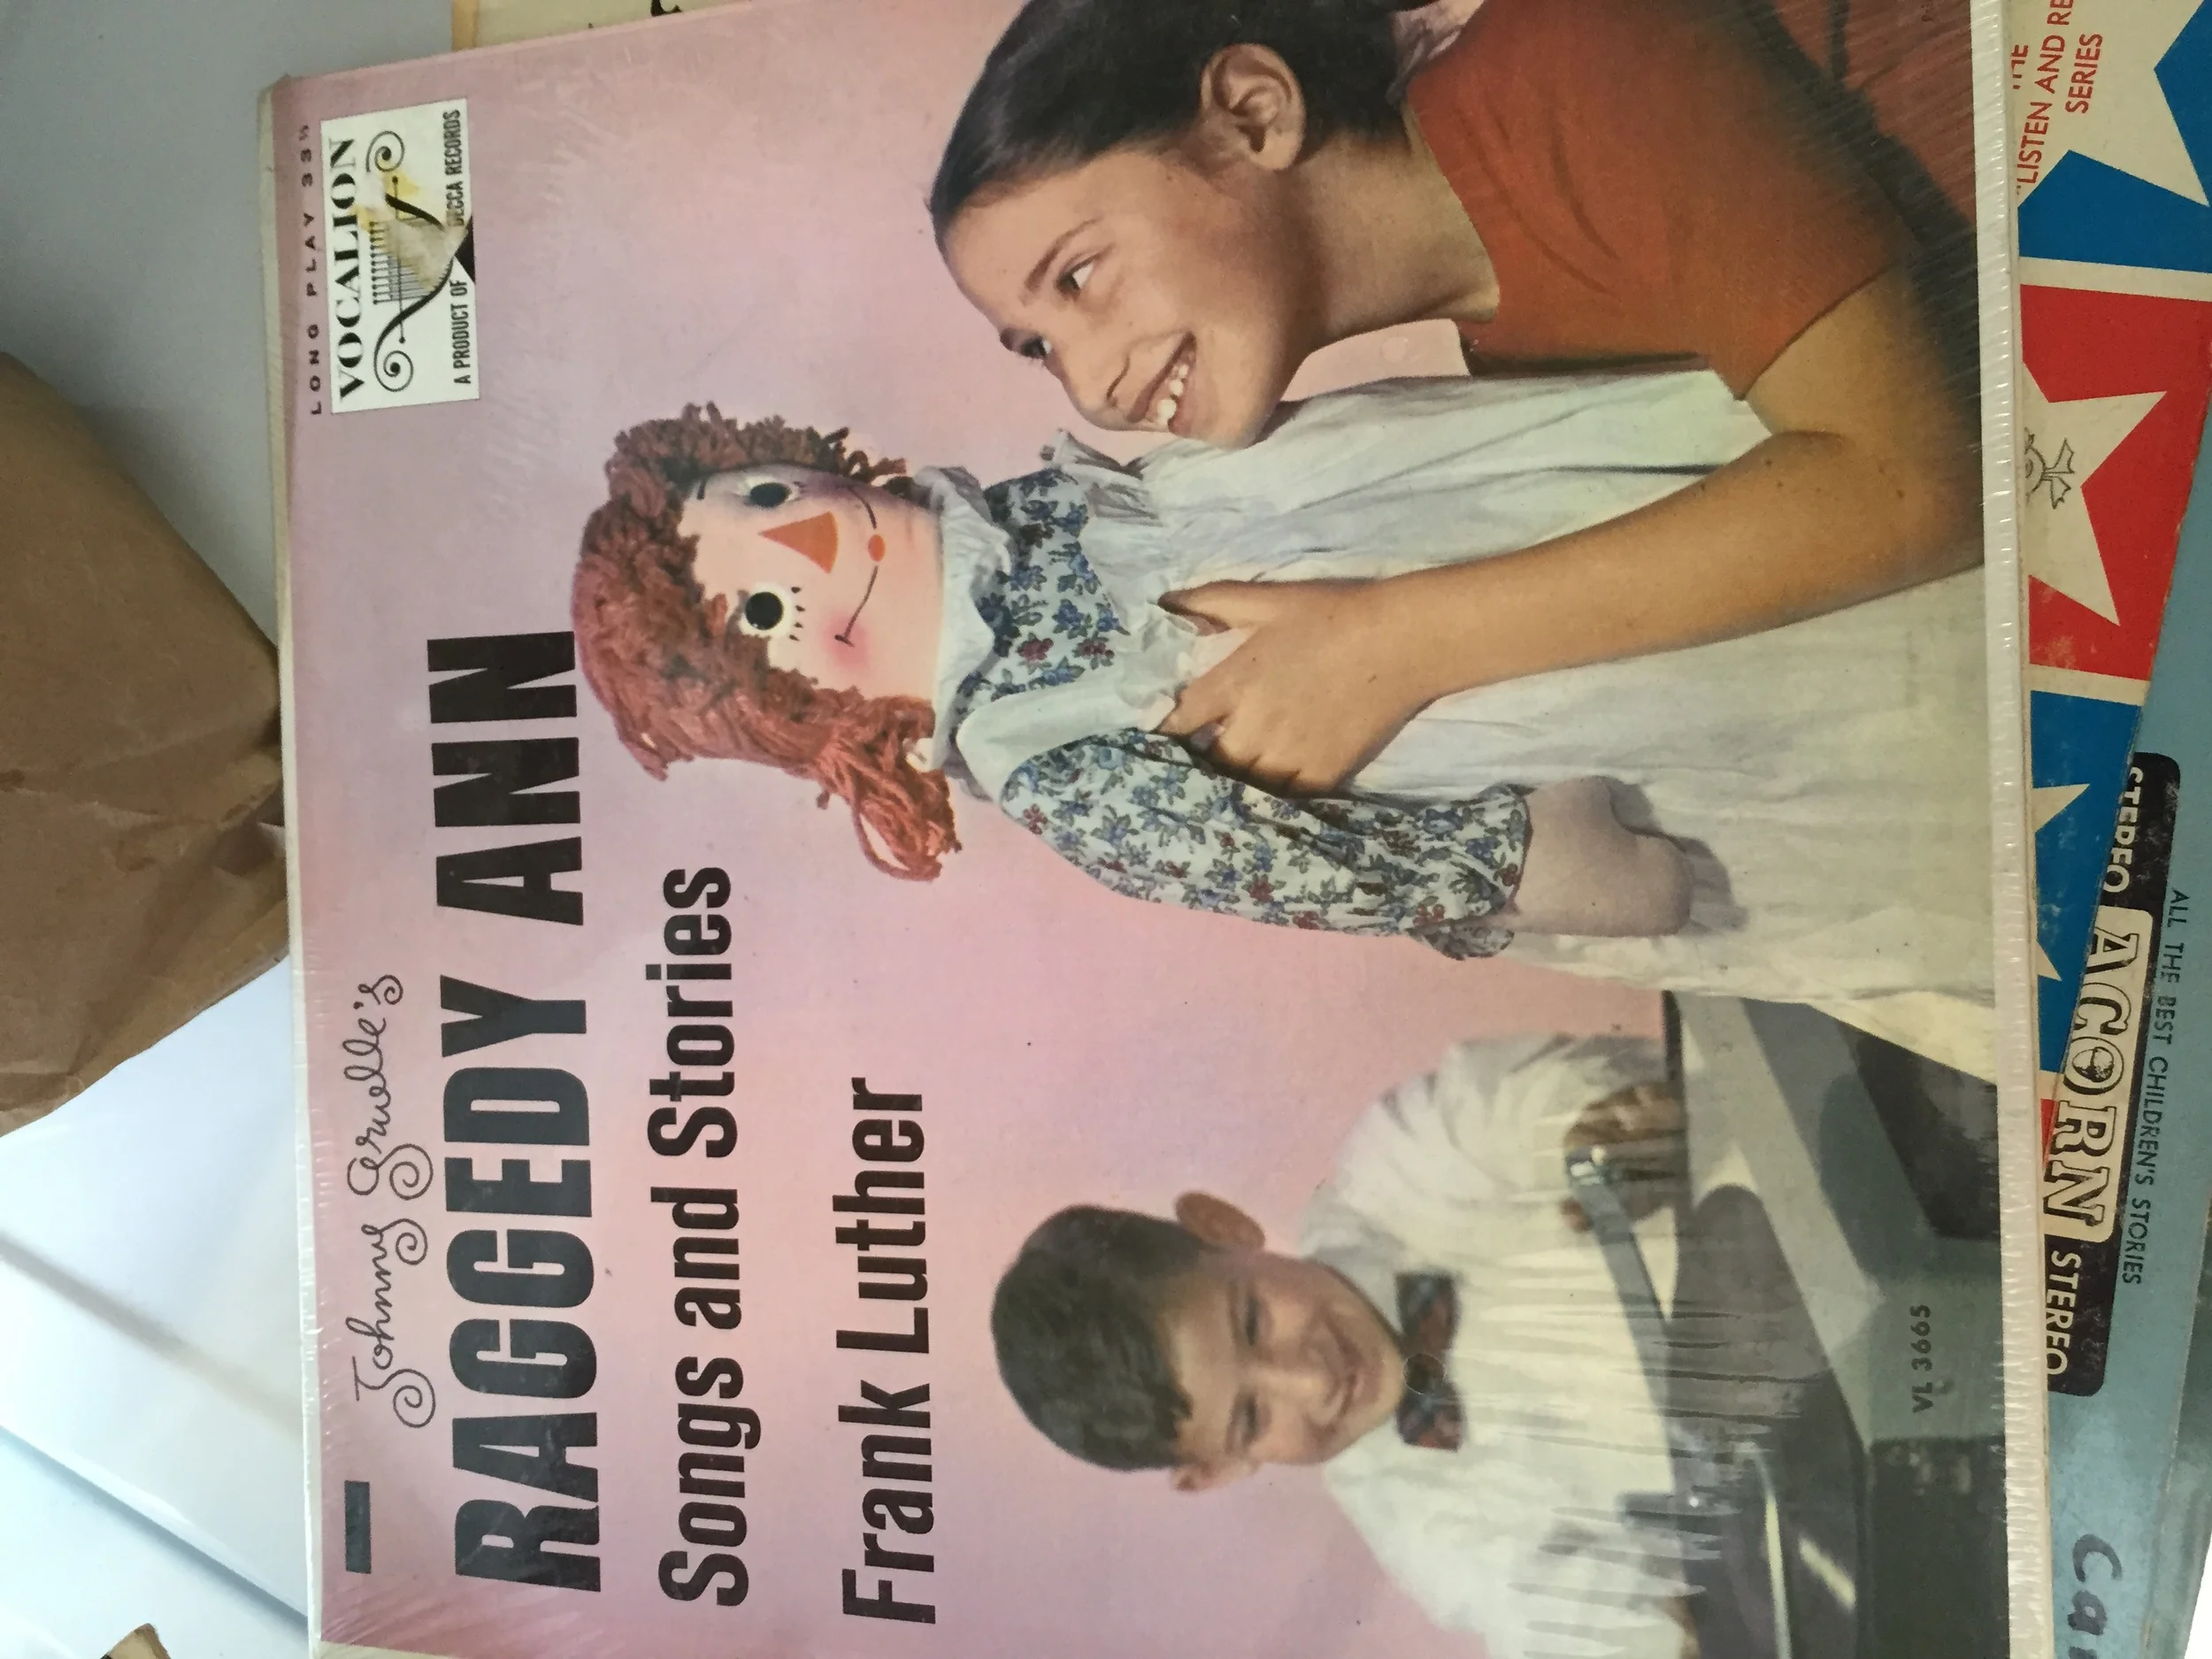 LONG PLAY 33⅓
VOCALION
A PRODUCT OF DECCA RECORDS
Johnny Gruelle's
RAGGEDY ANN
Songs and Stories
Frank Luther
VL 3665
"LISTEN AND
SERIES
STEREO ACORN STEREO
ALL THE BEST CHILDREN'S STORIES